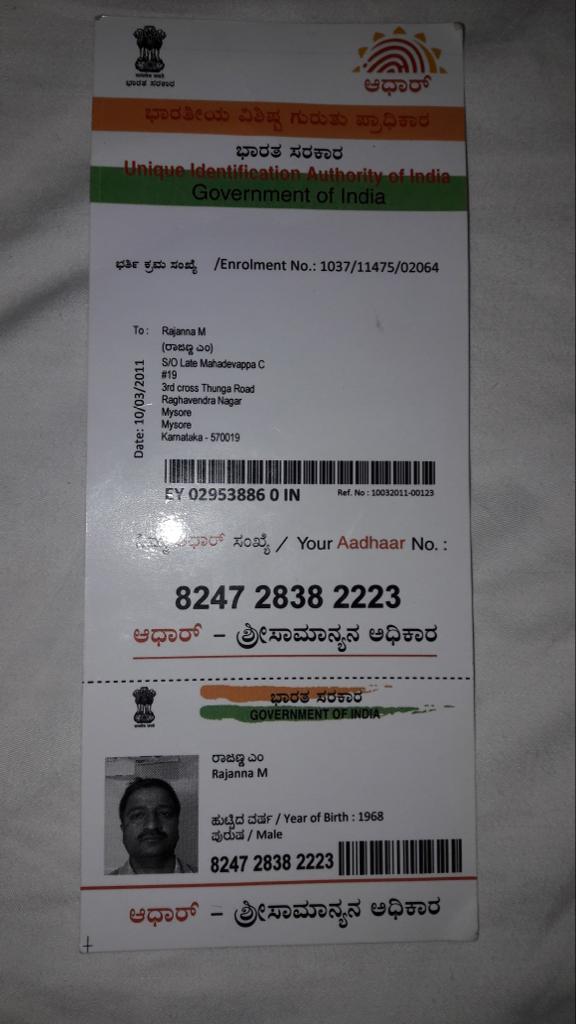 ಭಾರತ ಸರಕಾರ
ಆಧಾರ್
ಭಾರತೀಯ ವಿಶಿಷ್ಟ ಗುರುತು ಪ್ರಾಧಿಕಾರ
ಭಾರತ ಸರಕಾರ
Unique Identification Authority of India
Government of India
ಭರ್ತಿ ಕ್ರಮ ಸಂಖ್ಯೆ /Enrolment No.: 1037/11475/02064
Date: 10/03/2011
To : Rajanna M
(ರಾಜಣ್ಣ ಎಂ)
S/O Late Mahadevappa C
#19
3rd cross Thunga Road
Raghavendra Nagar
Mysore
Mysore
Karnataka - 570019
EY 02953886 0 IN
Ref. No : 10032011-00123
ನಿಮ್ಮ ಆಧಾರ್ ಸಂಖ್ಯೆ / Your Aadhaar No. :
8247 2838 2223
ಆಧಾರ್ – ಶ್ರೀಸಾಮಾನ್ಯನ ಅಧಿಕಾರ
ಭಾರತ ಸರಕಾರ
GOVERNMENT OF INDIA
ರಾಜಣ್ಣ ಎಂ
Rajanna M
ಹುಟ್ಟಿದ ವರ್ಷ / Year of Birth : 1968
ಪುರುಷ / Male
8247 2838 2223
ಆಧಾರ್ – ಶ್ರೀಸಾಮಾನ್ಯನ ಅಧಿಕಾರ